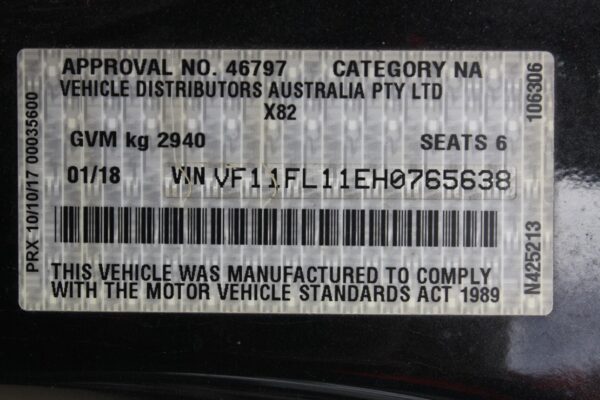 APPROVAL NO. 46797 CATEGORY NA
VEHICLE DISTRIBUTORS AUSTRALIA PTY LTD
X82
GVM kg 2940 SEATS 6
01/18 VIN VF11FL11EH0765638
THIS VEHICLE WAS MANUFACTURED TO COMPLY
WITH THE MOTOR VEHICLE STANDARDS ACT 1989
PRX-10/10/17 00035600
N425213 106306